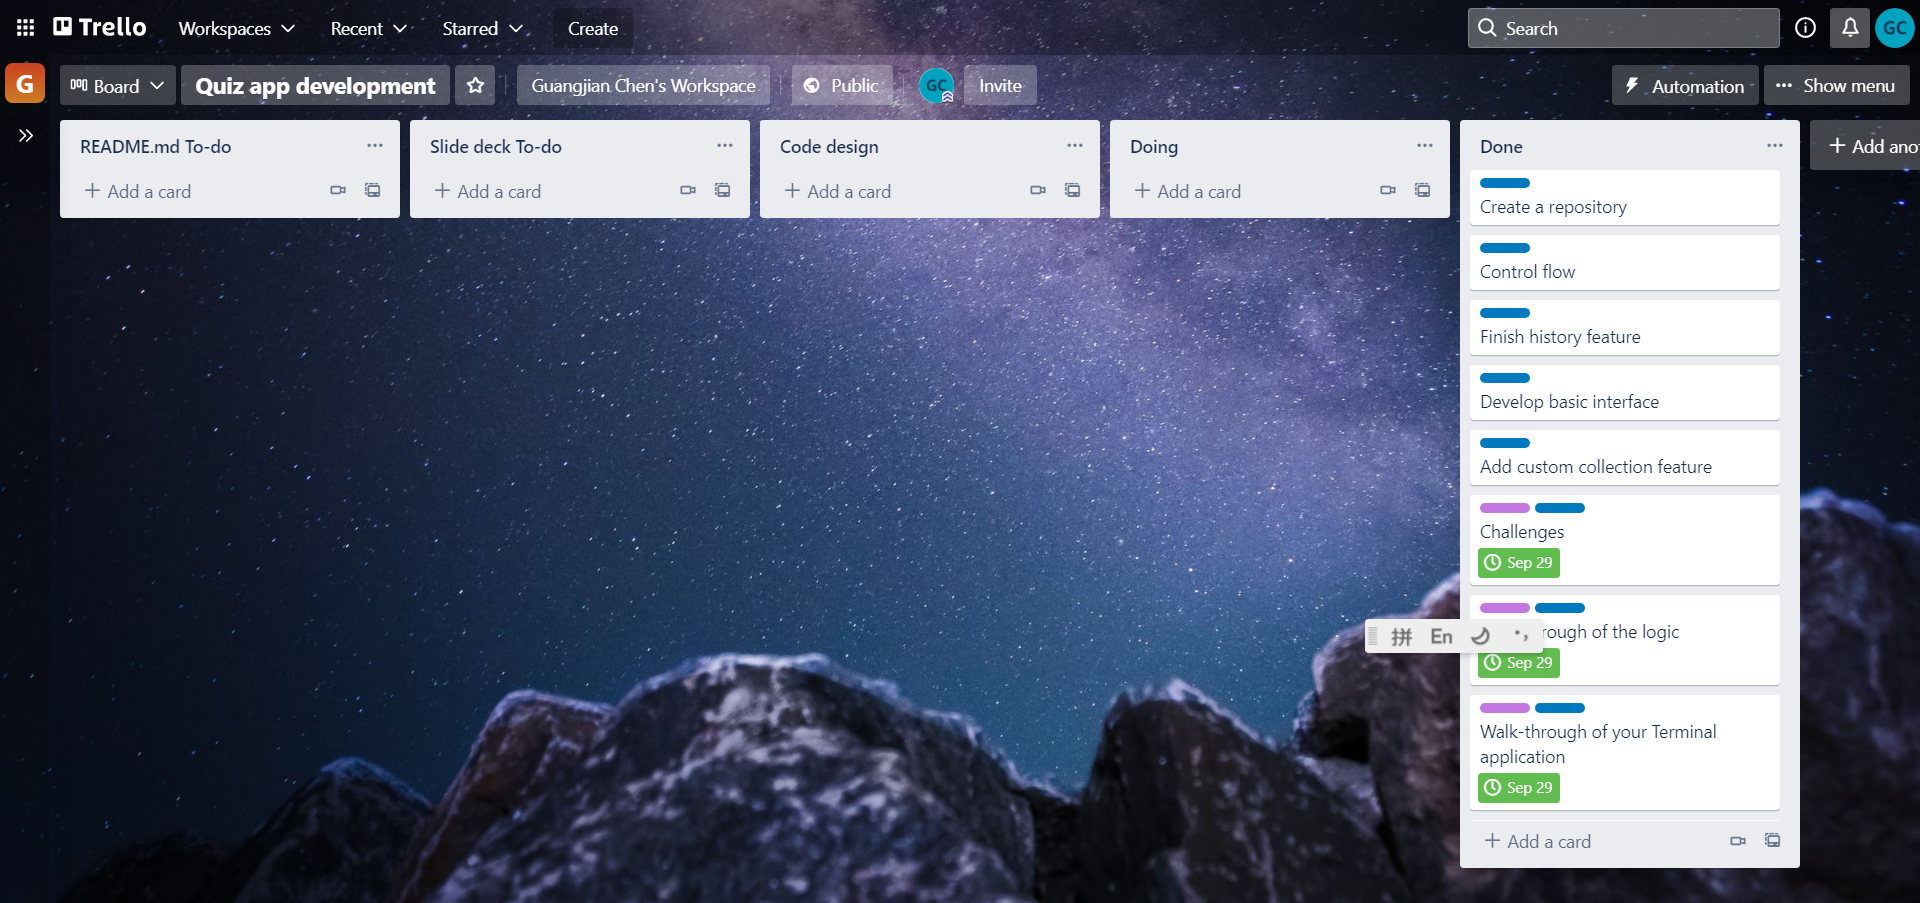 Trello
Workspaces
Recent
Starred
Create
Search
GC
G
Board
Quiz app development
Guangjian Chen's Workspace
Public
GC
Invite
Automation
Show menu
README.md To-do
Add a card
Slide deck To-do
Add a card
Code design
Add a card
Doing
Add a card
Done
Create a repository
Control flow
Finish history feature
Develop basic interface
Add custom collection feature
Challenges
Sep 29
拼 En
rough of the logic
Sep 29
Walk-through of your Terminal
application
Sep 29
Add a card
Add